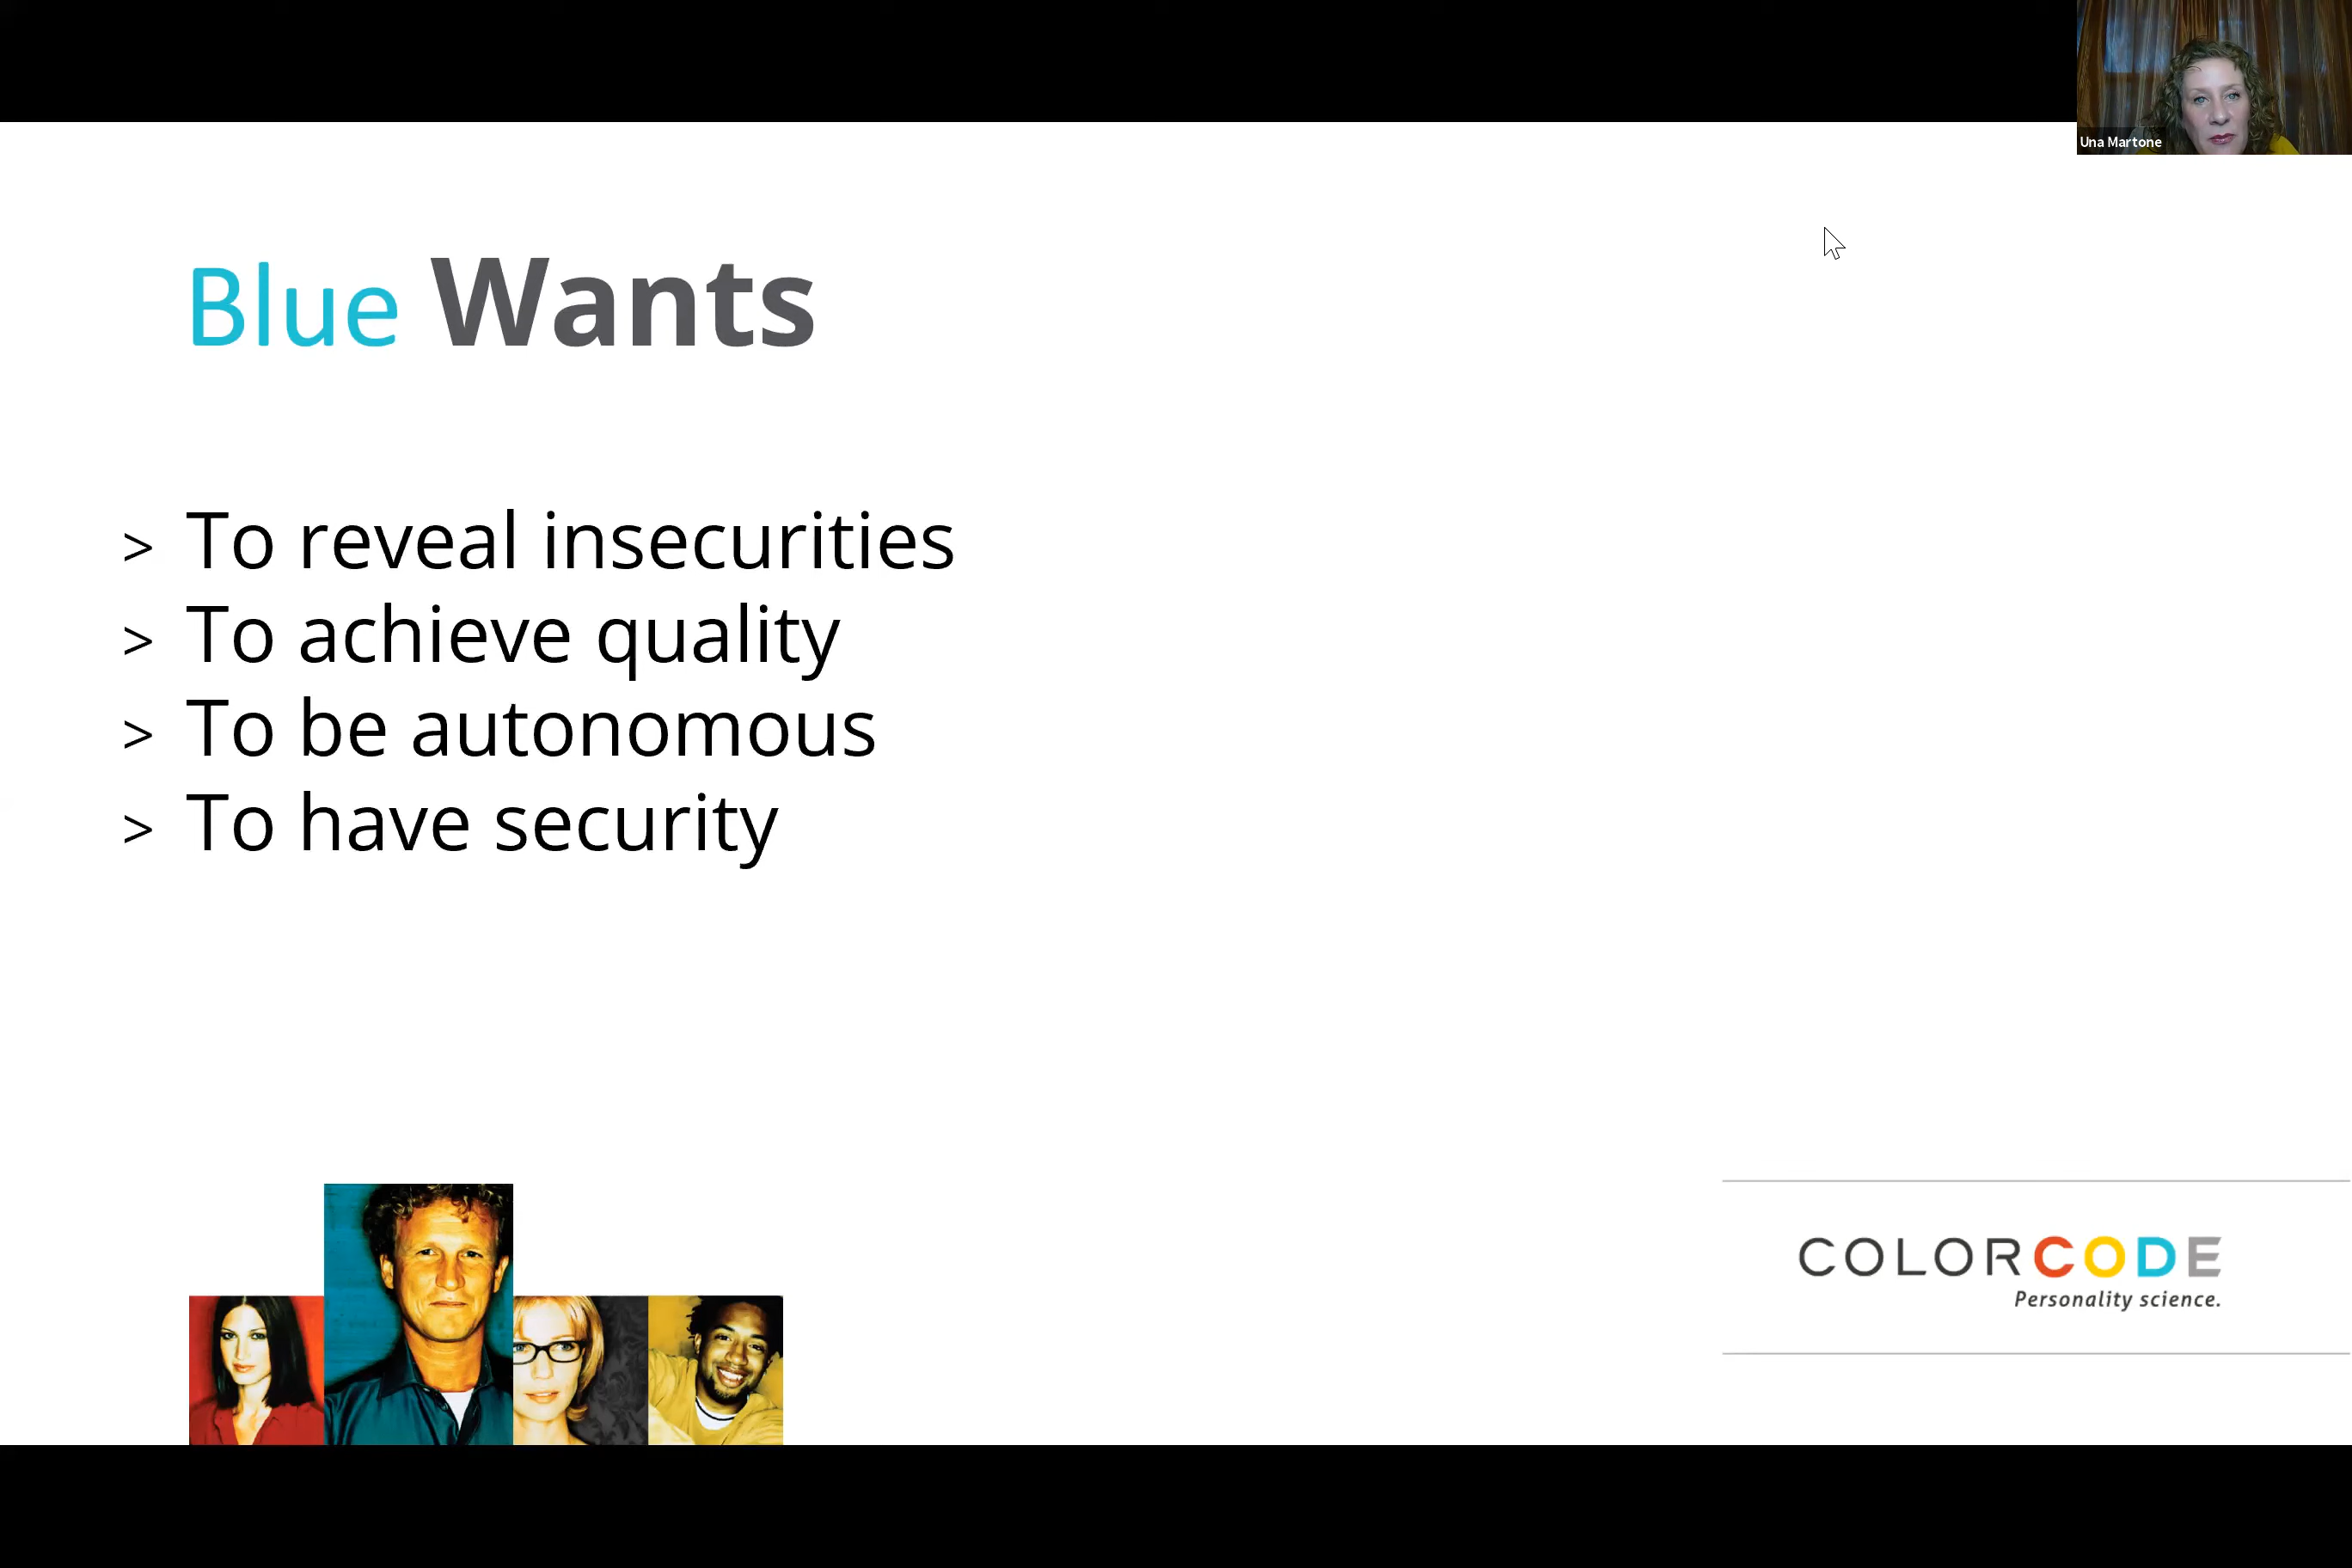 Una Martone
Blue Wants
> To reveal insecurities
> To achieve quality
> To be autonomous
> To have security
COLORCODE
Personality science.